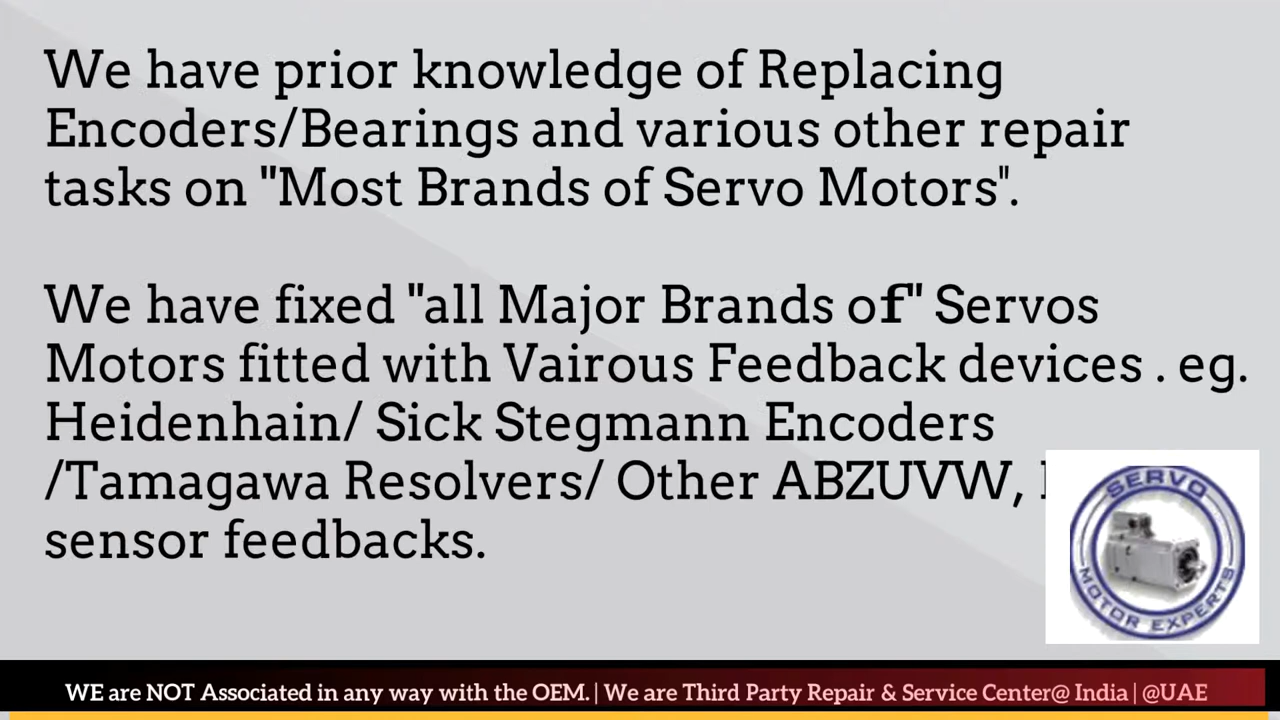 We have prior knowledge of Replacing
Encoders/Bearings and various other repair
tasks on "Most Brands of Servo Motors".
We have fixed "all Major Brands of" Servos
Motors fitted with Vairous Feedback devices . eg.
Heidenhain/ Sick Stegmann Encoders
/Tamagawa Resolvers/ Other ABZUVW,
sensor feedbacks.
SERVO
MOTOR EXPERTS
WE are NOT Associated in any way with the OEM. | We are Third Party Repair & Service Center@ India | @UAE